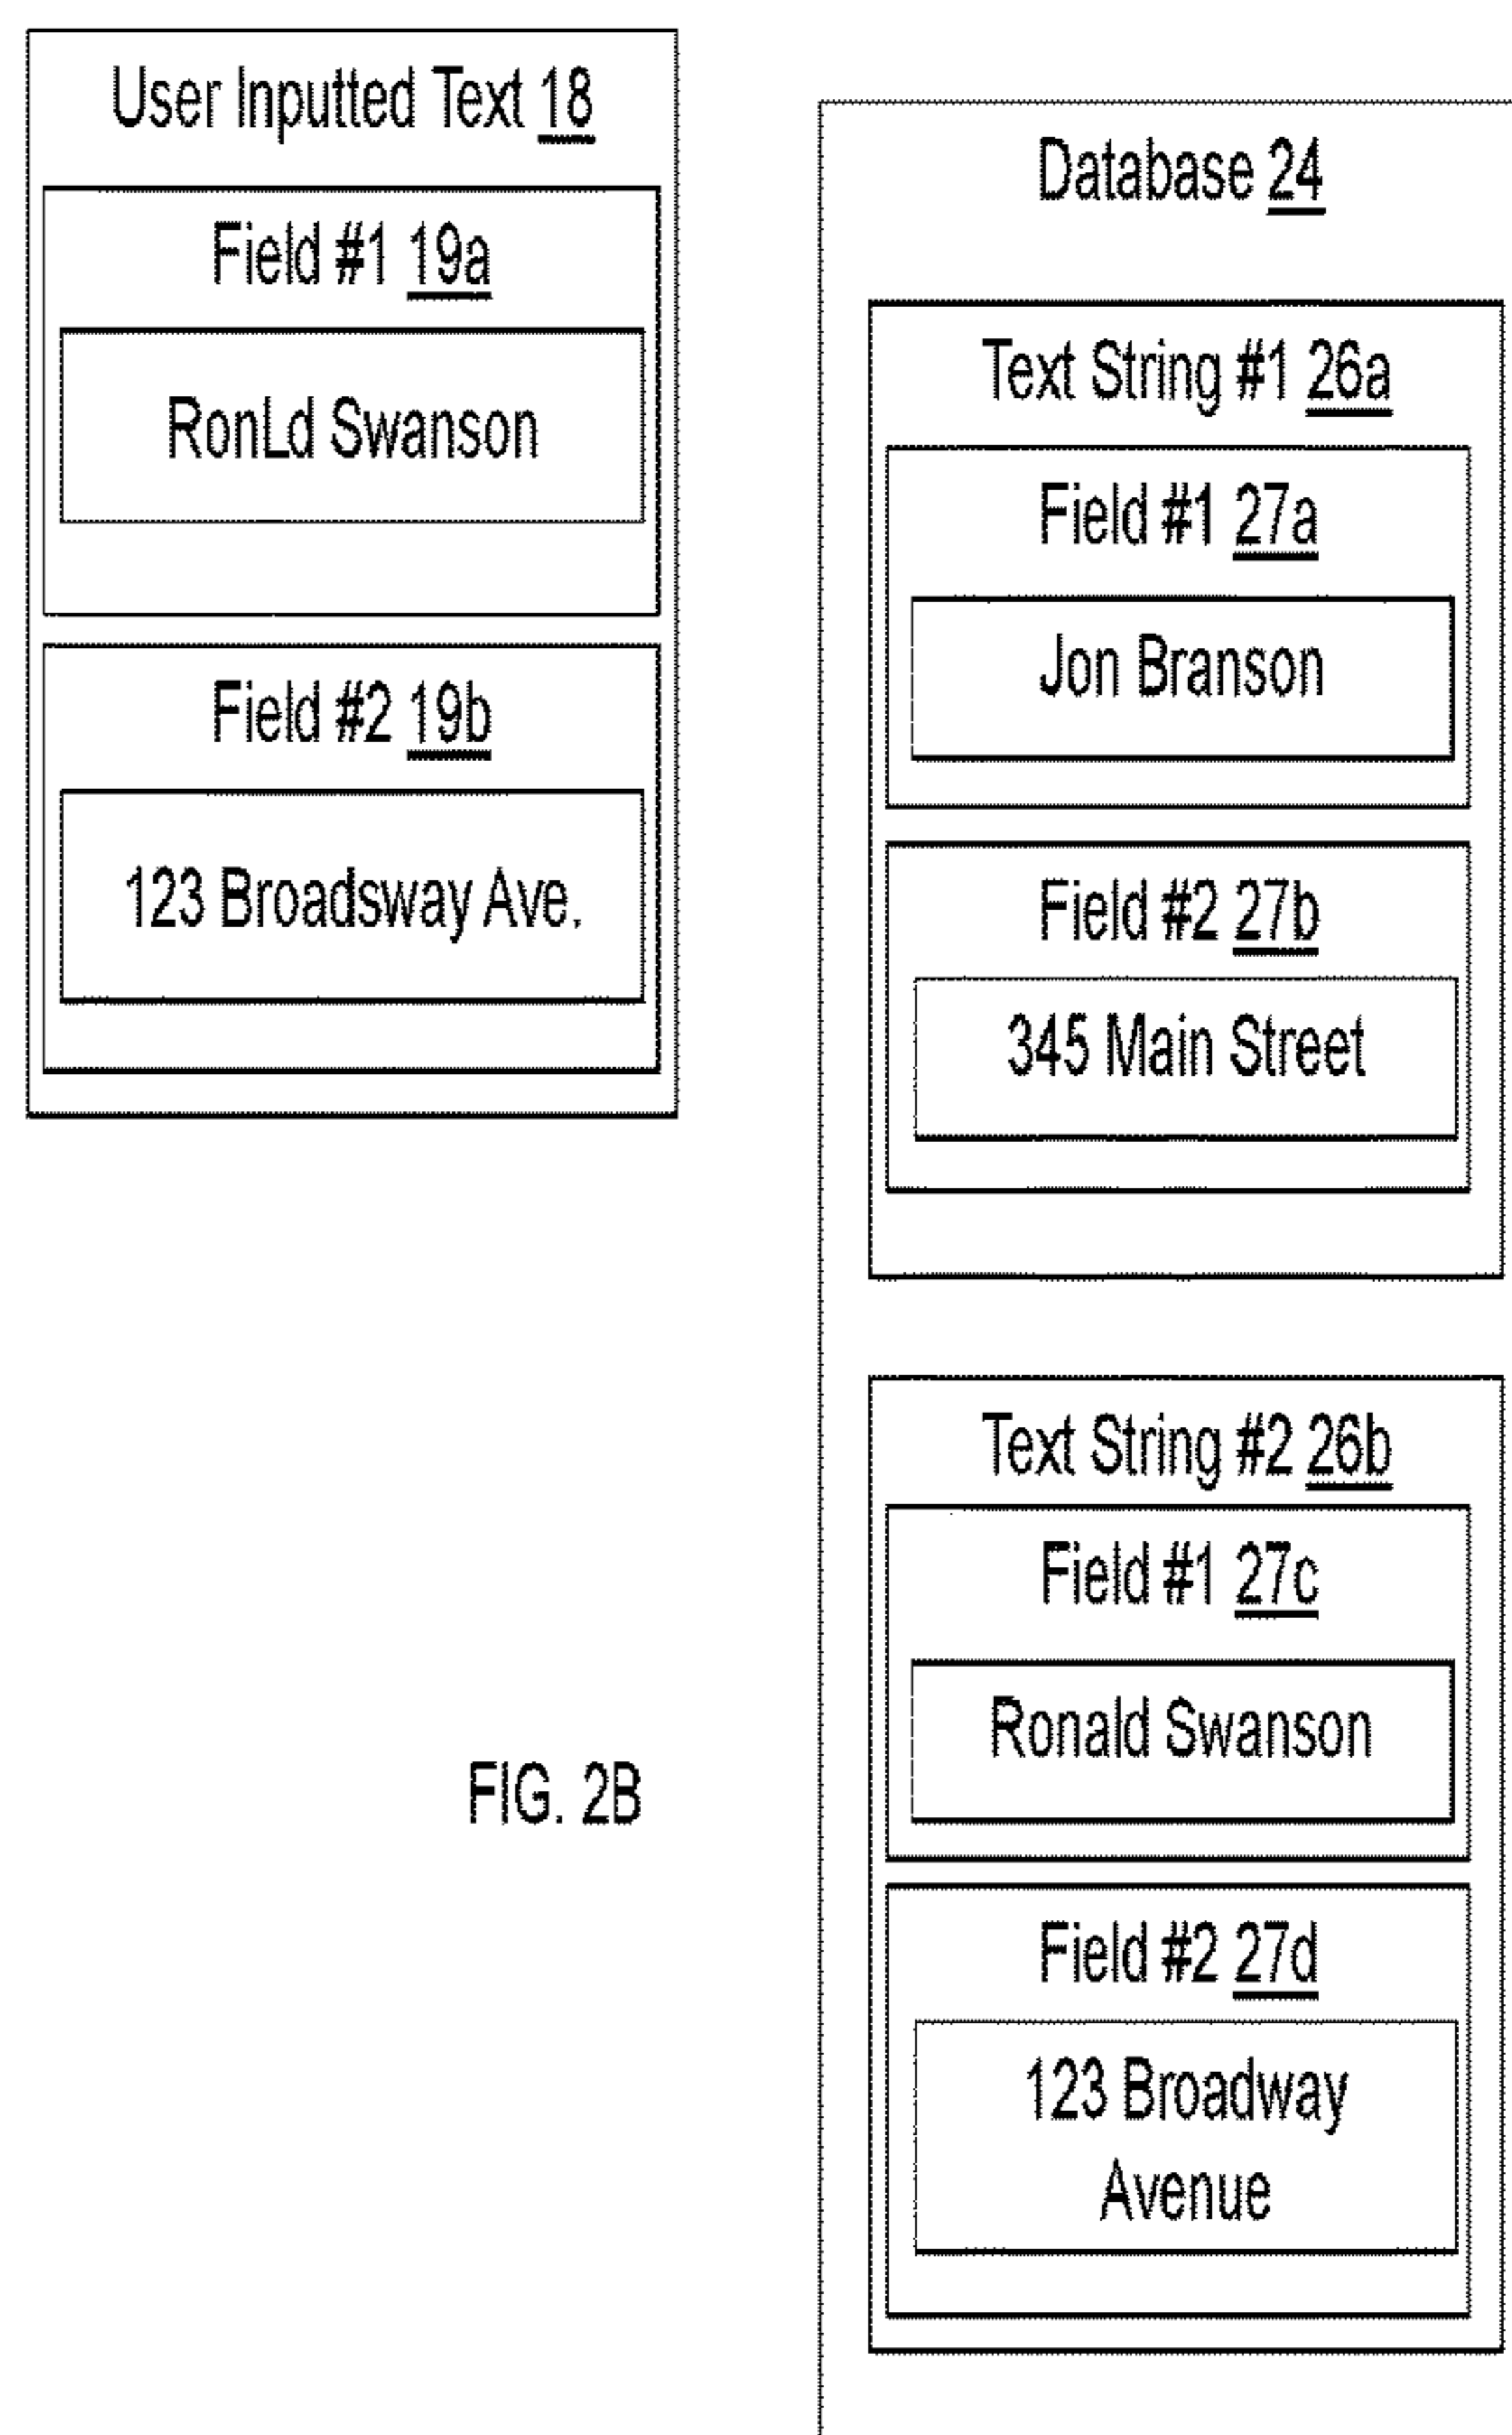 User Inputted Text 18
Field #1 19a
RonLd Swanson
Field #2 19b
123 Broadsway Ave.
Database 24
Text String #1 26a
Field #1 27a
Jon Branson
Field #2 27b
345 Main Street
Text String #2 26b
Field #1 27c
Ronald Swanson
Field #2 27d
123 Broadway
Avenue
FIG. 2B